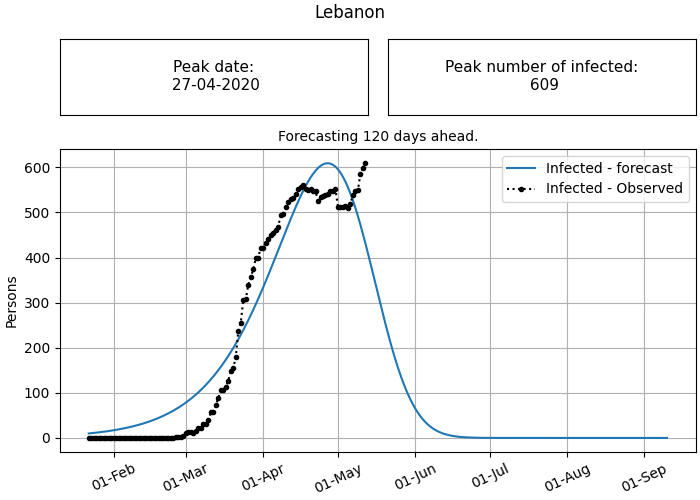 Lebanon
Peak date:
27-04-2020
Peak number of infected:
609
Forecasting 120 days ahead.
Infected - forecast
Infected - Observed
Persons
600
500
400
300
200
100
0
01-Feb
01-Mar
01-Apr
01-May
01-Jun
01-Jul
01-Aug
01-Sep